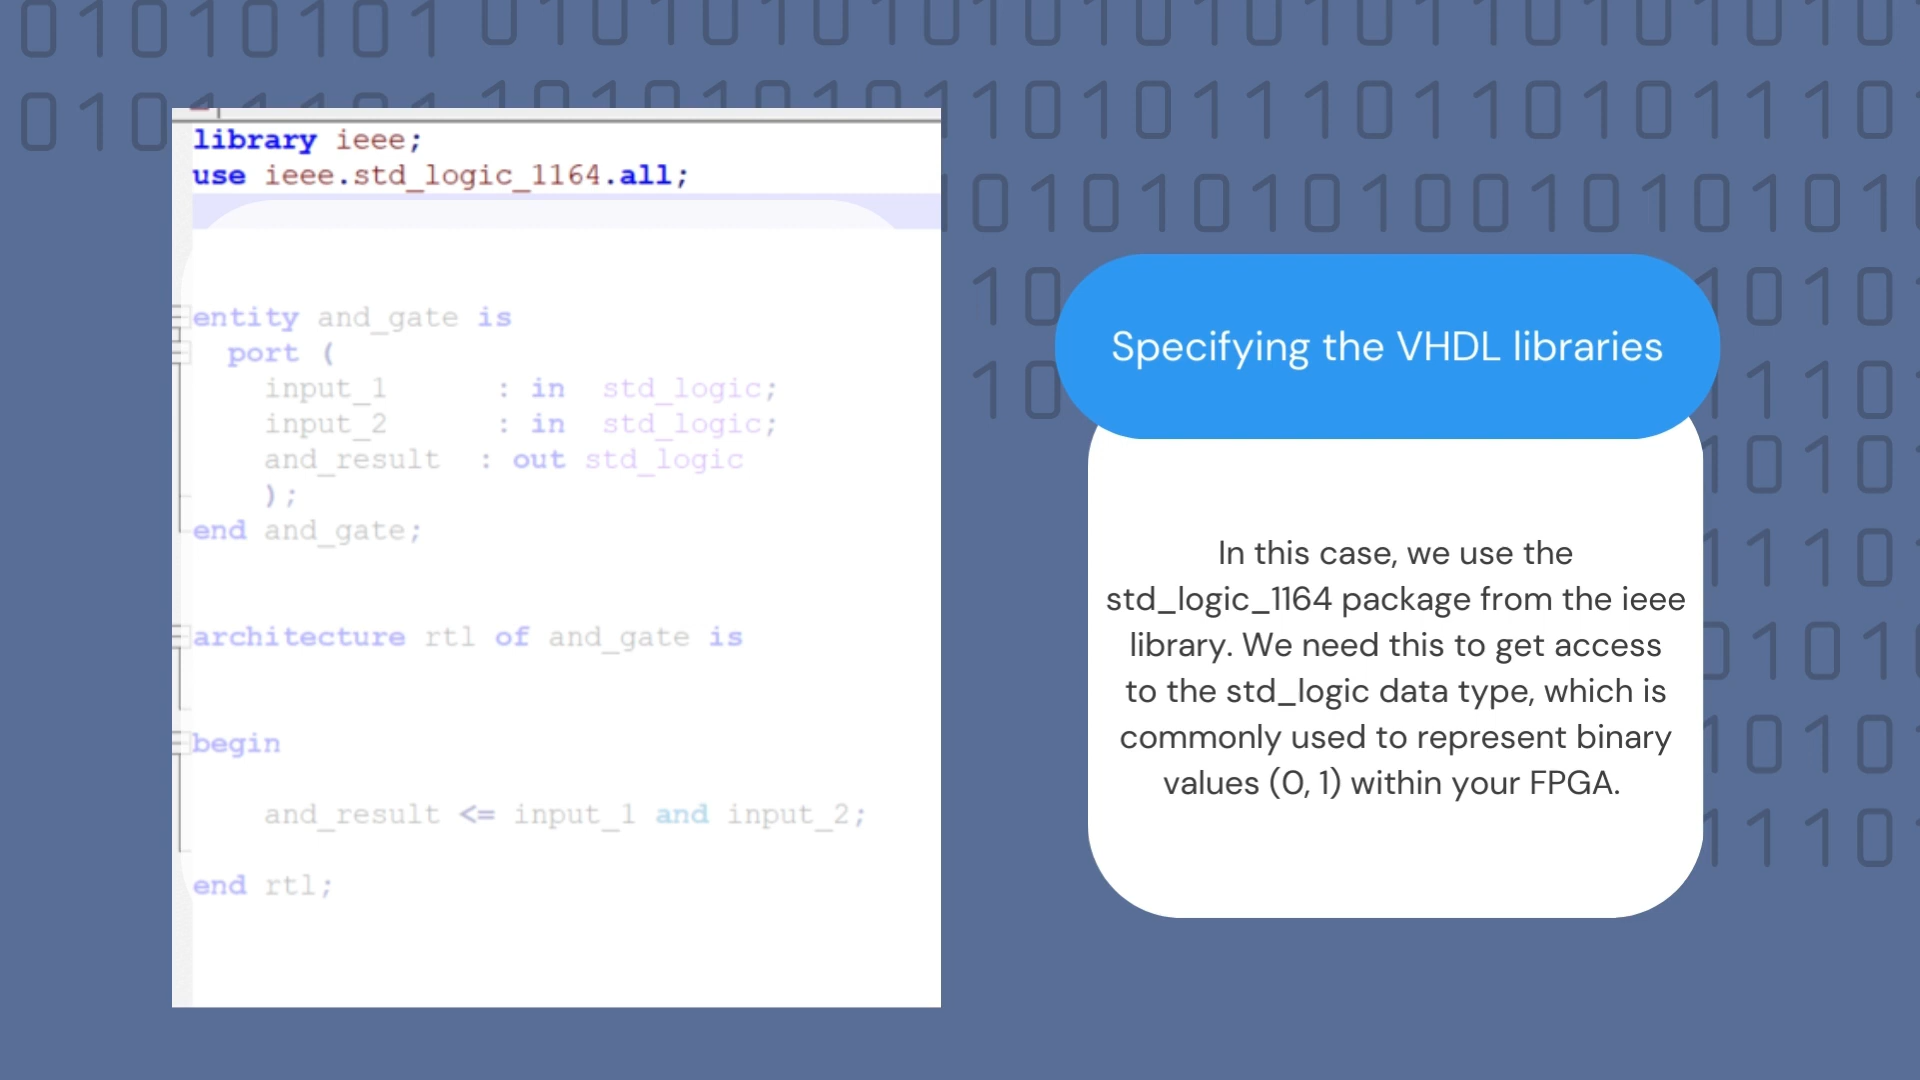 library ieee;
use ieee.std_logic_1164.all;
entity and_gate is
port (
input_1 : in std_logic;
input_2 : in std_logic;
and_result : out std_logic
);
end and_gate;
architecture rtl of and_gate is
begin
and_result <= input_1 and input_2;
end rtl;
Specifying the VHDL libraries
In this case, we use the
std_logic_1164 package from the ieee
library. We need this to get access
to the std_logic data type, which is
commonly used to represent binary
values (0, 1) within your FPGA.